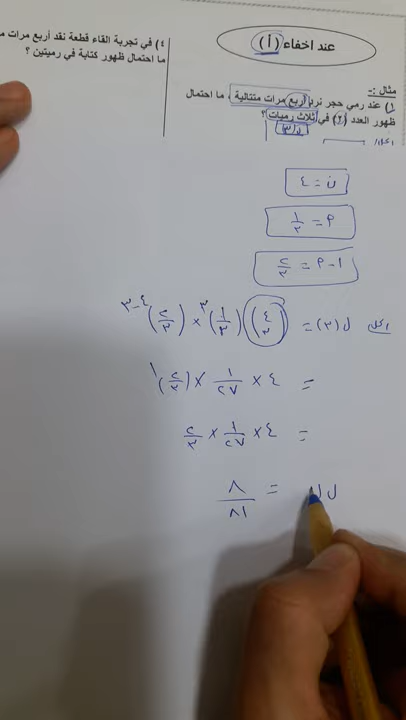 عند اخفاء (أ)
مثال :-
١) عند رمي حجر نرد أربع مرات متتالية ، ما احتمال
ظهور العدد (٢) في ثلاث رميات ؟
ل(٣)
٤) في تجربة القاء قطعة نقد أربع مرات
ما احتمال ظهور كتابة في رميتين ؟
ن = ٤
P = ١/٣
١ - P = ٢/٣
ل(٣) = (٤ ٣) (١/٣)^٣ × (٢/٣)^٤-٣
= ٤ × ١/٢٧ × (٢/٣)^١
= ٤ × ١/٢٧ × ٢/٣
= ٨/٨١